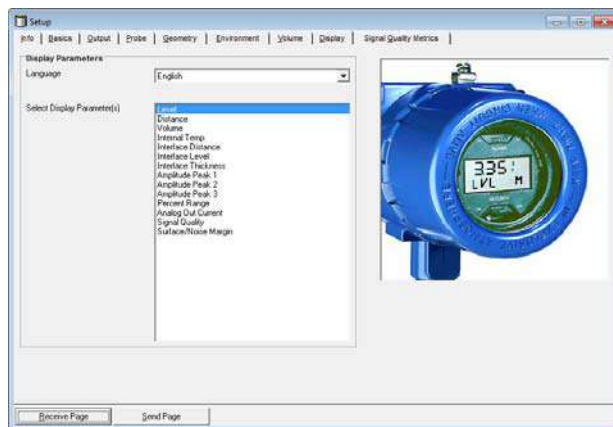 Setup
Info | Basics | Output | Probe | Geometry | Environment | Volume | Display | Signal Quality Metrics |
Display Parameters
Language
English
Select Display Parameter(s)
Level
Distance
Volume
Internal Temp
Interface Distance
Interface Level
Interface Thickness
Amplitude Peak 1
Amplitude Peak 2
Amplitude Peak 3
Percent Range
Analog Out Current
Signal Quality
Surface/Noise Margin
335
LVL M
Receive Page
Send Page